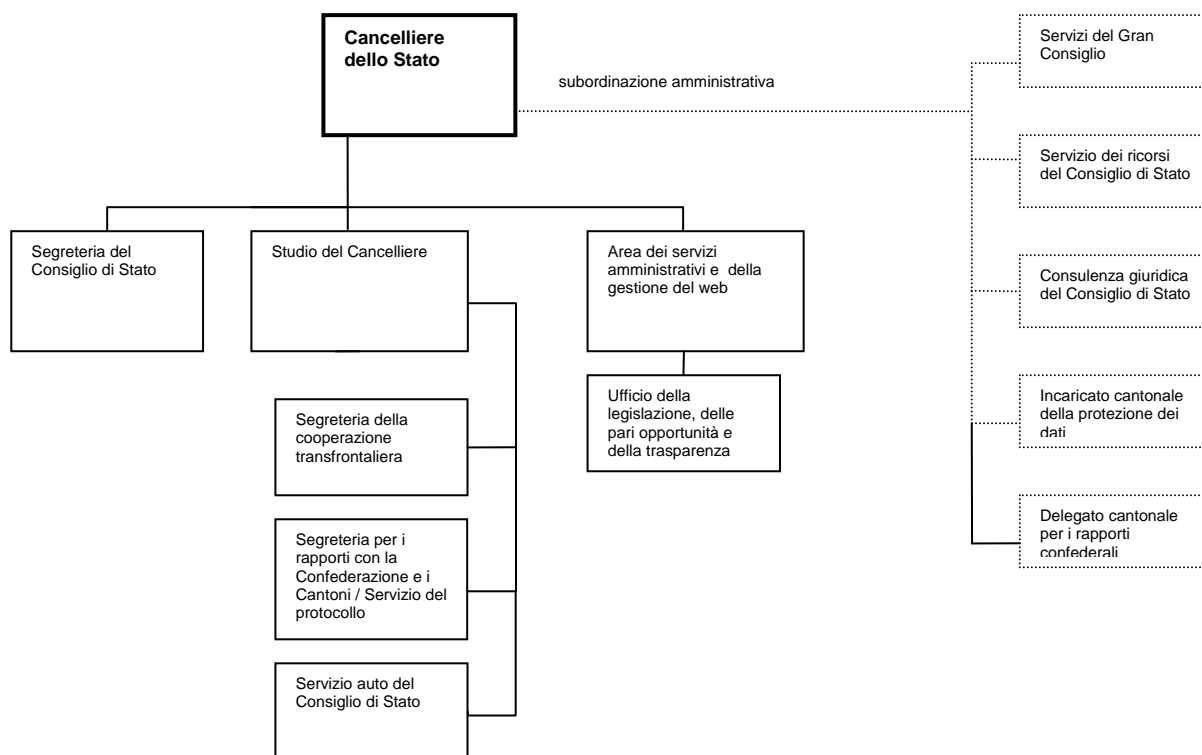 Cancelliere
dello Stato
subordinazione amministrativa
Servizi del Gran
Consiglio
Servizio dei ricorsi
del Consiglio di Stato
Consulenza giuridica
del Consiglio di Stato
Incaricato cantonale
della protezione dei
dati
Delegato cantonale
per i rapporti
confederali
Segreteria del
Consiglio di Stato
Studio del Cancelliere
Area dei servizi
amministrativi e della
gestione del web
Ufficio della
legislazione, delle
pari opportunità e
della trasparenza
Segreteria della
cooperazione
transfrontaliera
Segreteria per i
rapporti con la
Confederazione e i
Cantoni / Servizio del
protocollo
Servizio auto del
Consiglio di Stato